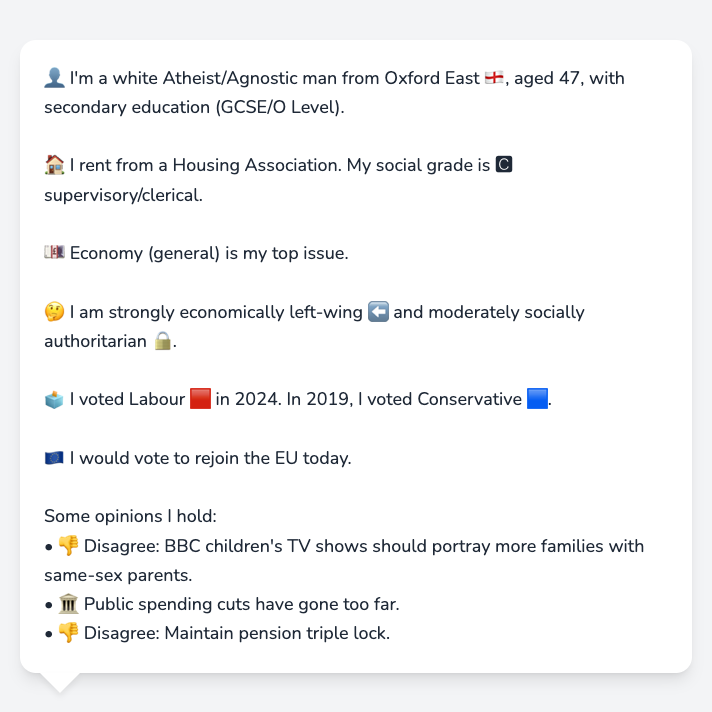 👤 I'm a white Atheist/Agnostic man from Oxford East 🏴󠁧󠁢󠁥󠁮󠁧󠁿, aged 47, with
secondary education (GCSE/O Level).
🏠 I rent from a Housing Association. My social grade is 🅲
supervisory/clerical.
💷 Economy (general) is my top issue.
🤔 I am strongly economically left-wing ⬅️ and moderately socially
authoritarian 🔒.
🗳️ I voted Labour 🟥 in 2024. In 2019, I voted Conservative 🟦.
🇪🇺 I would vote to rejoin the EU today.
Some opinions I hold:
• 👎 Disagree: BBC children's TV shows should portray more families with
same-sex parents.
• 🏛️ Public spending cuts have gone too far.
• 👎 Disagree: Maintain pension triple lock.